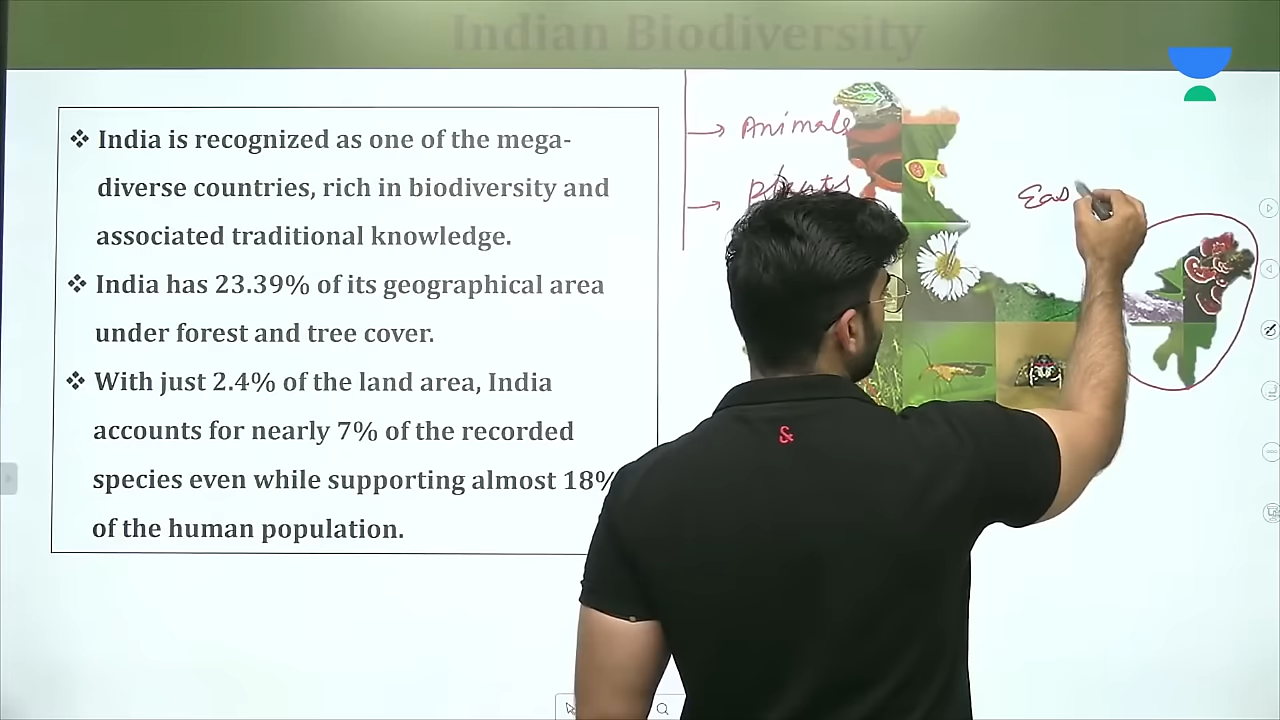 Indian Biodiversity
❖ India is recognized as one of the mega-
diverse countries, rich in biodiversity and
associated traditional knowledge.
❖ India has 23.39% of its geographical area
under forest and tree cover.
❖ With just 2.4% of the land area, India
accounts for nearly 7% of the recorded
species even while supporting almost 18%
of the human population.
→ Animals
→ Plants
Eas
&